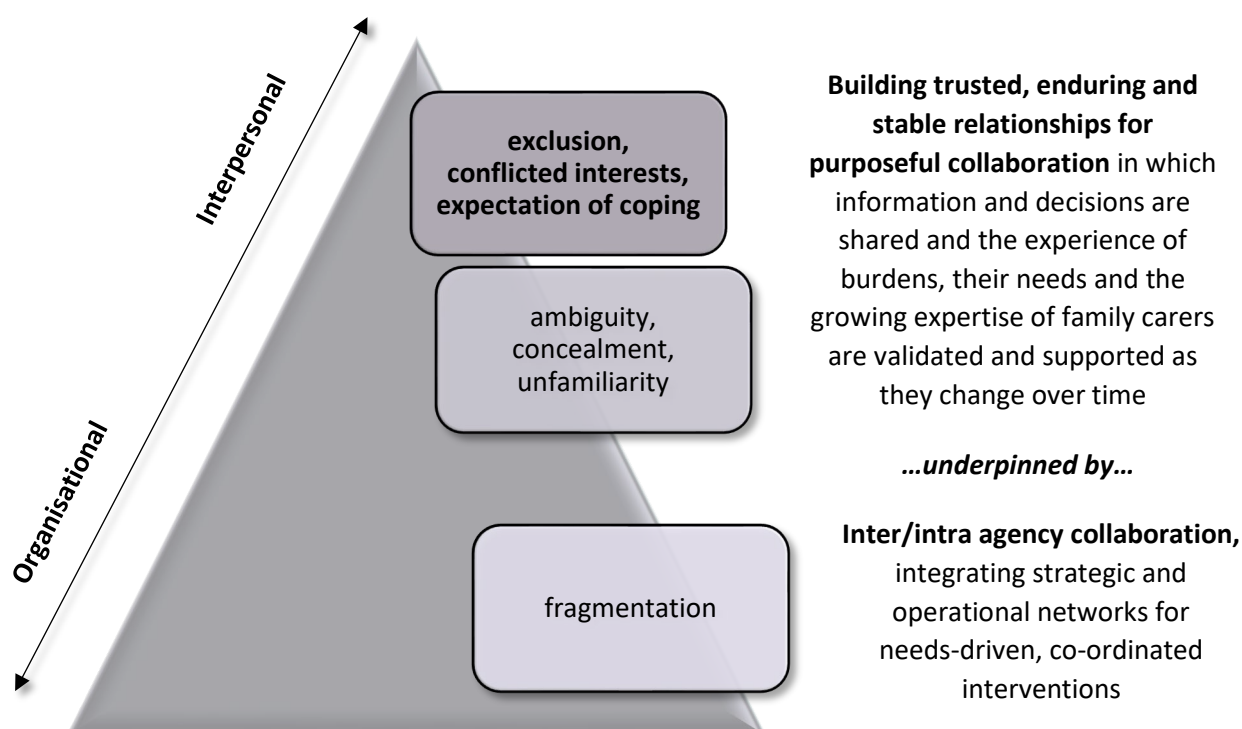 Interpersonal
Organisational
exclusion,
conflicted interests,
expectation of coping
ambiguity,
concealment,
unfamiliarity
fragmentation
Building trusted, enduring and
stable relationships for
purposeful collaboration in which
information and decisions are
shared and the experience of
burdens, their needs and the
growing expertise of family carers
are validated and supported as
they change over time
…underpinned by…
Inter/intra agency collaboration,
integrating strategic and
operational networks for
needs-driven, co-ordinated
interventions